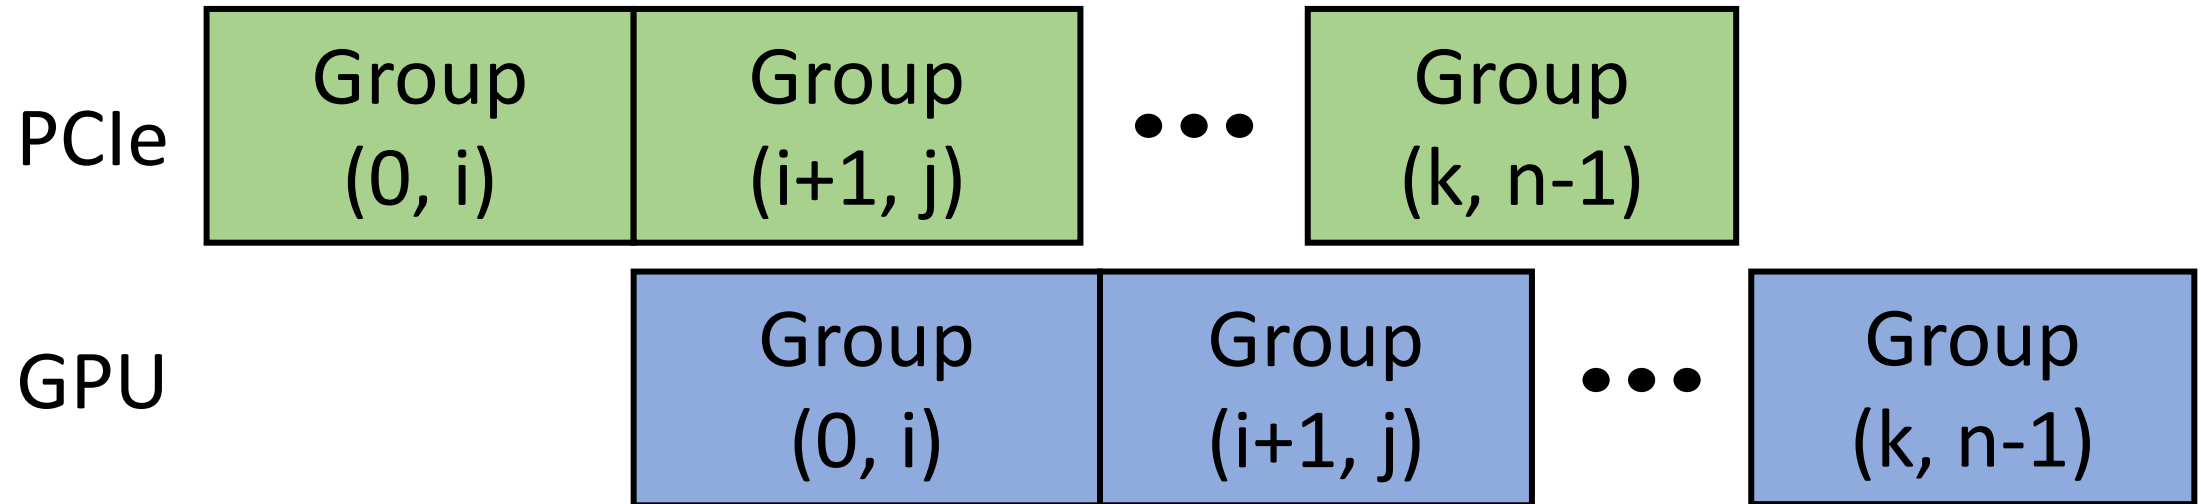 PCIe
Group
(0, i)
Group
(i+1, j)
Group
(k, n-1)
GPU
Group
(0, i)
Group
(i+1, j)
Group
(k, n-1)